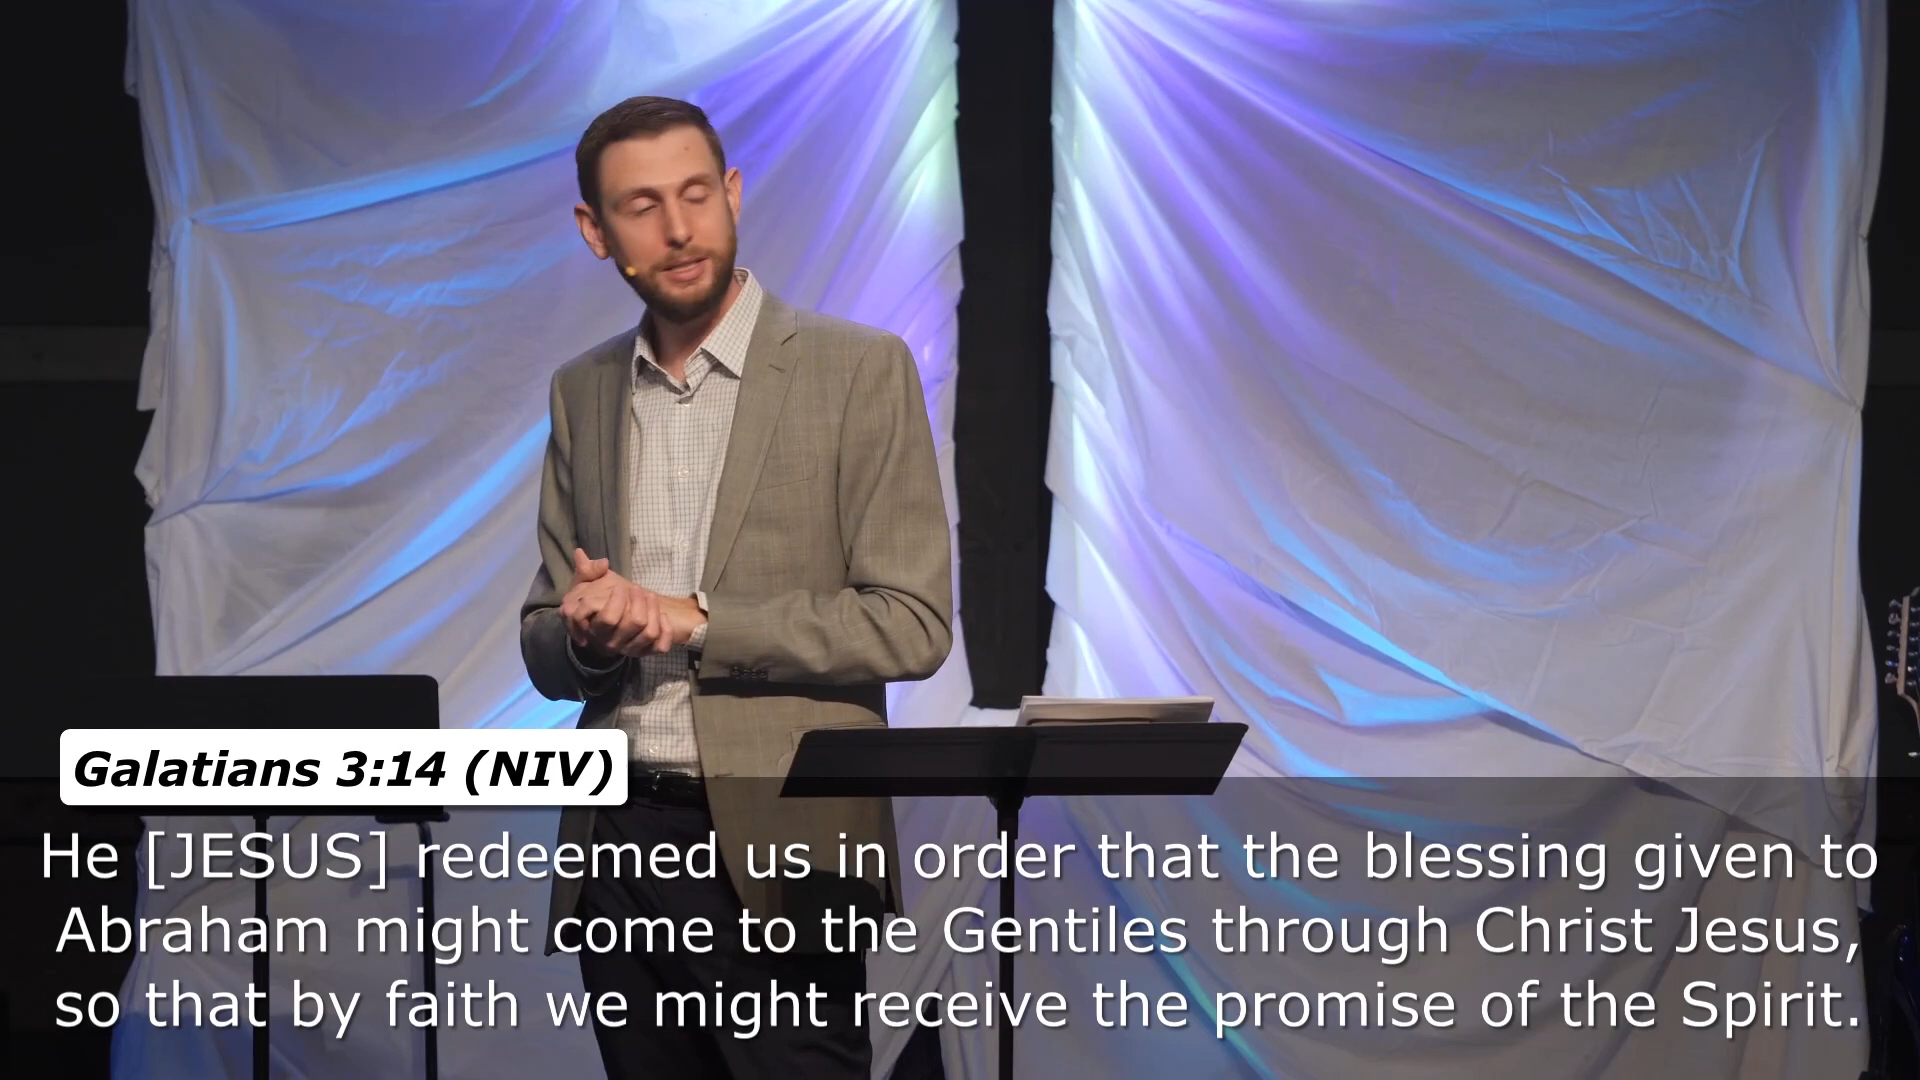 Galatians 3:14 (NIV)
He [JESUS] redeemed us in order that the blessing given to
Abraham might come to the Gentiles through Christ Jesus,
so that by faith we might receive the promise of the Spirit.